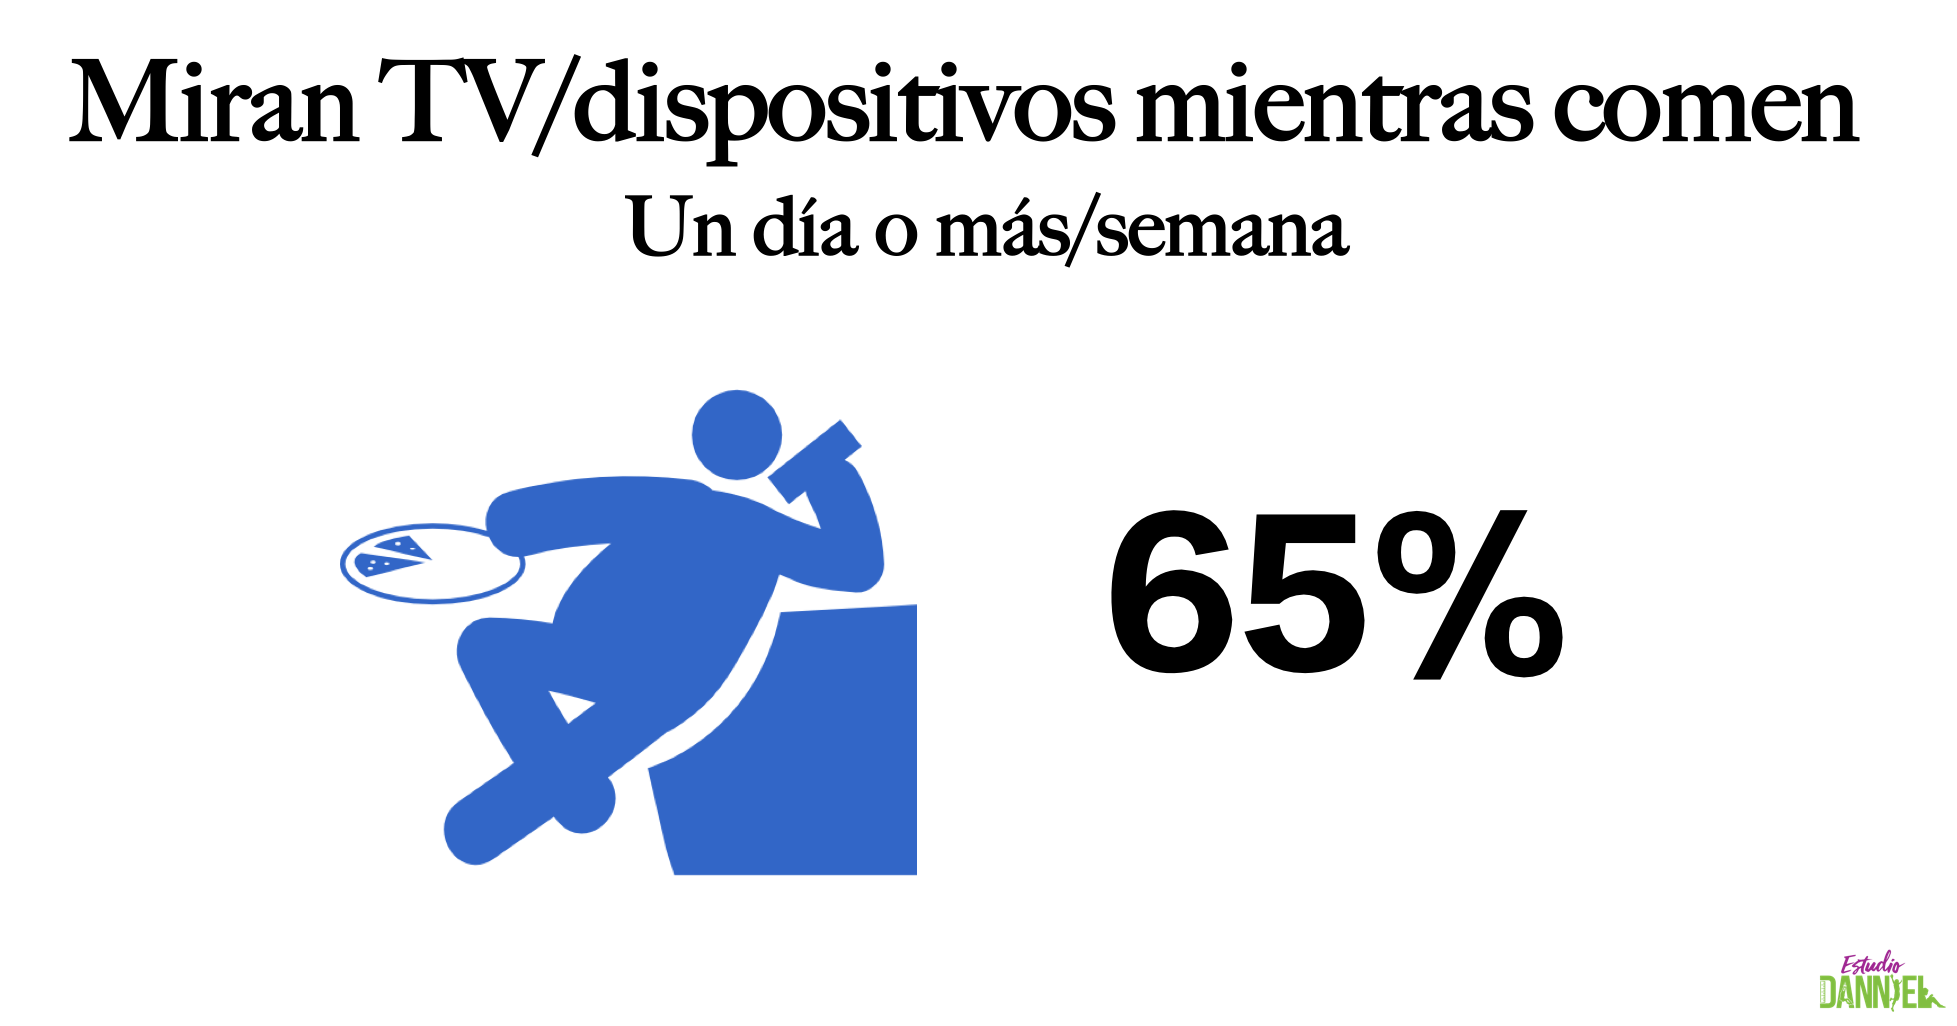 Miran TV/dispositivos mientras comen
Un día o más/semana
65%
Estudio
DANNIEL